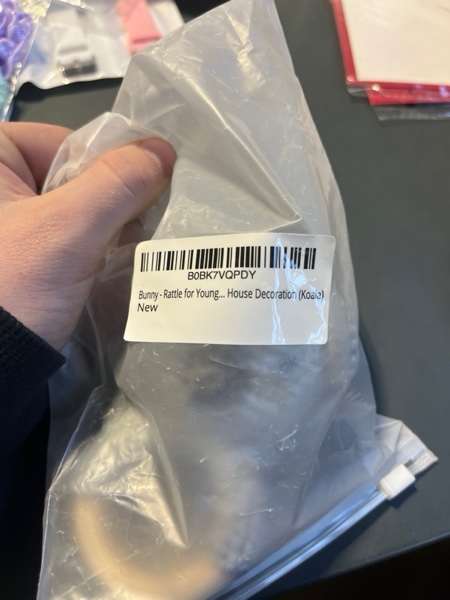 B0BK7VQPDY
Bunny - Rattle for Young... House Decoration (Koala)
New